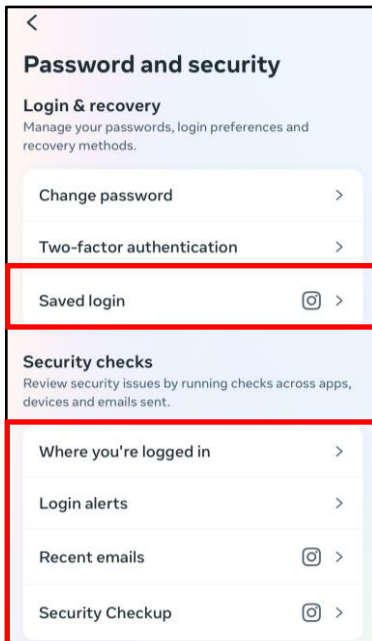 Password and security
Login & recovery
Manage your passwords, login preferences and
recovery methods.
Change password
Two-factor authentication
Saved login
Security checks
Review security issues by running checks across apps,
devices and emails sent.
Where you're logged in
Login alerts
Recent emails
Security Checkup